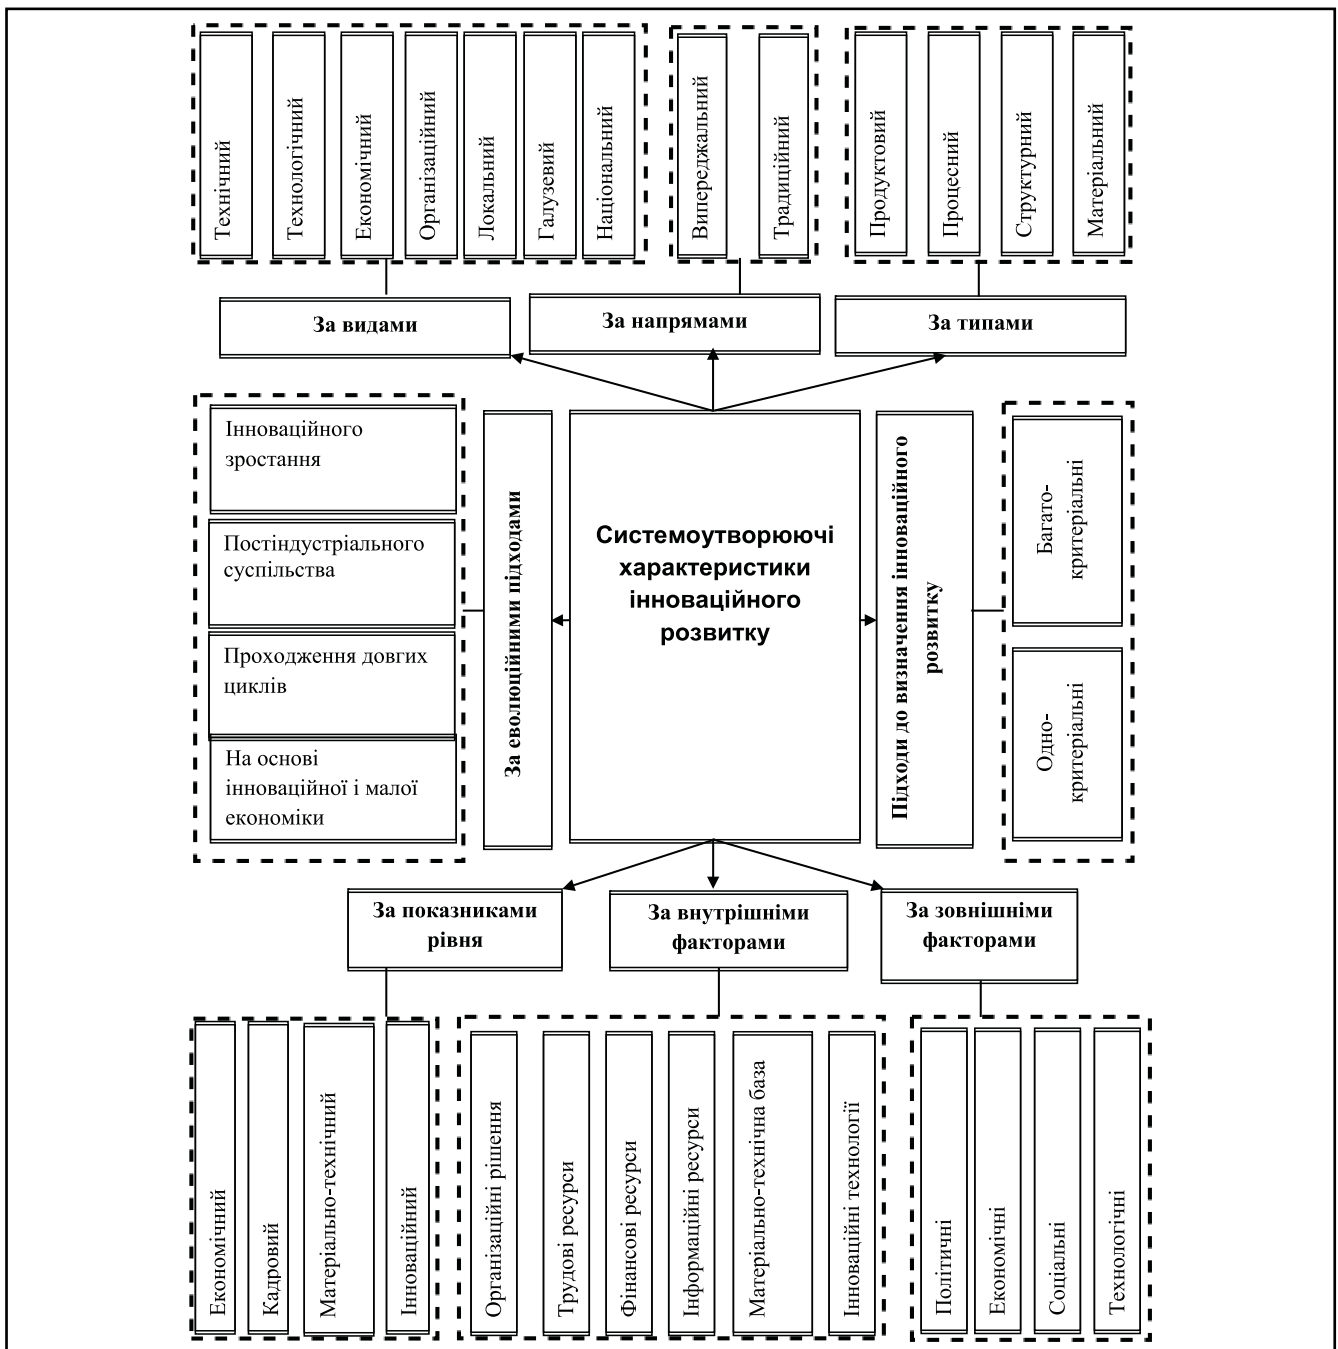 Технічний
Технологічний
Економічний
Організаційний
Локальний
Галузевий
Національний
Випереджальний
Традиційний
Продуктовий
Процесний
Структурний
Матеріальний
За видами
За напрямами
За типами
Інноваційного
зростання
Постіндустріального
суспільства
Проходження довгих
циклів
На основі
інноваційної і малої
економіки
За еволюційними підходами
Системоутворюючі
характеристики
інноваційного
розвитку
Підходи до визначення інноваційного
розвитку
Багато-
критеріальні
Одно-
критеріальні
За показниками
рівня
За внутрішніми
факторами
За зовнішніми
факторами
Економічний
Кадровий
Матеріально-технічний
Інноваційний
Організаційні рішення
Трудові ресурси
Фінансові ресурси
Інформаційні ресурси
Матеріально-технічна база
Інноваційні технології
Політичні
Економічні
Соціальні
Технологічні